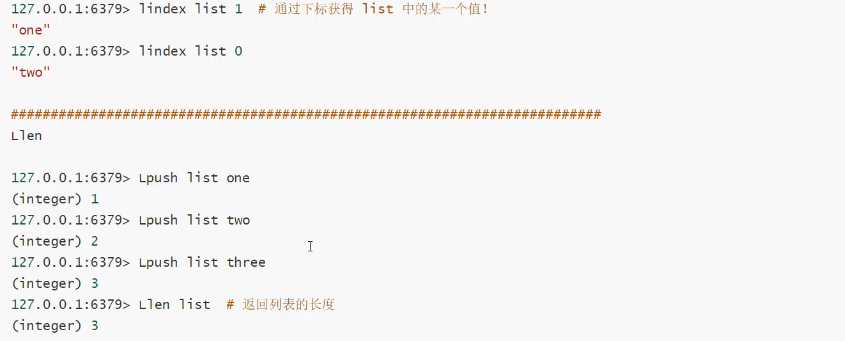 127.0.0.1:6379> lindex list 1  # 通过下标获得 list 中的某一个值！
"one"
127.0.0.1:6379> lindex list 0
"two"
##########################################################################
Llen
127.0.0.1:6379> Lpush list one
(integer) 1
127.0.0.1:6379> Lpush list two
(integer) 2
127.0.0.1:6379> Lpush list three
(integer) 3
127.0.0.1:6379> Llen list  # 返回列表的长度
(integer) 3